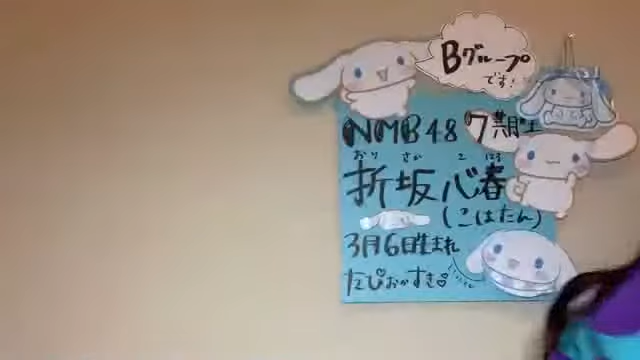 Bグループ
です!
NMB48 7期生
おりさか こはる
折坂心春
(こはたん)
3月6日生まれ
たぴおかすき♡